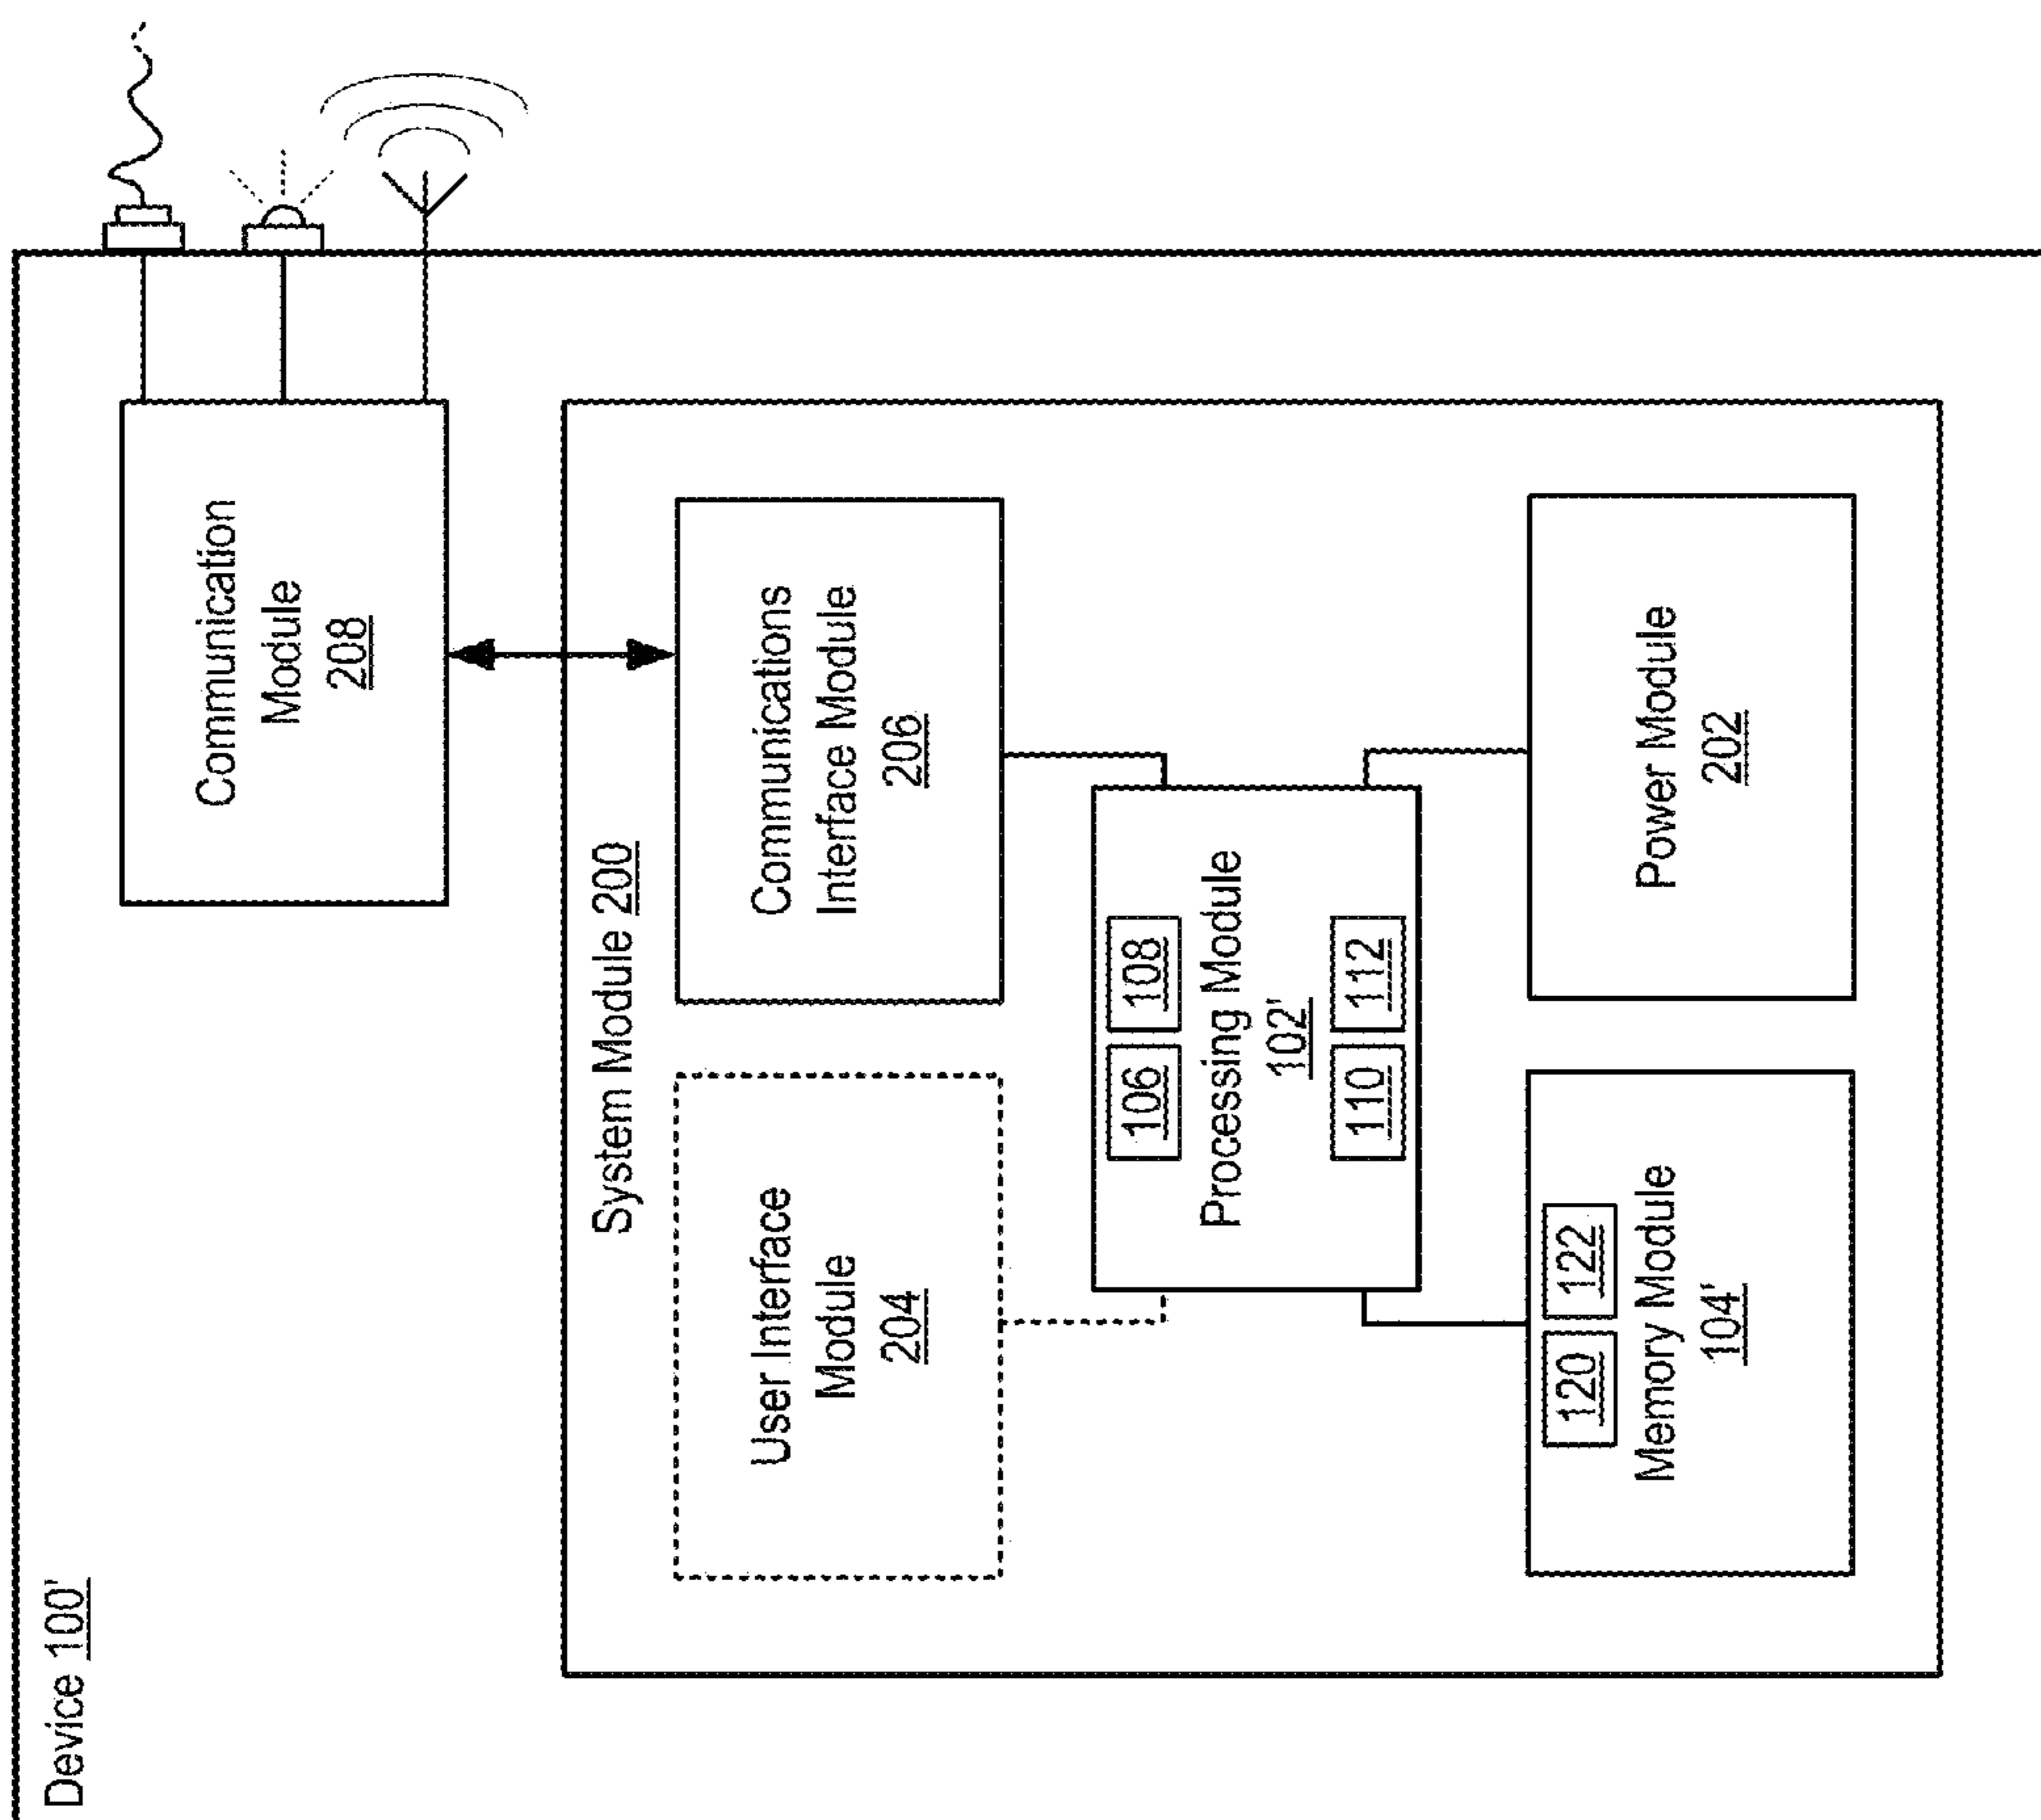 Device 100'
Communication
Module
208
System Module 200
User Interface
Module
204
Communications
Interface Module
206
106
108
Processing Module
102'
110
112
120
122
Memory Module
104'
Power Module
202